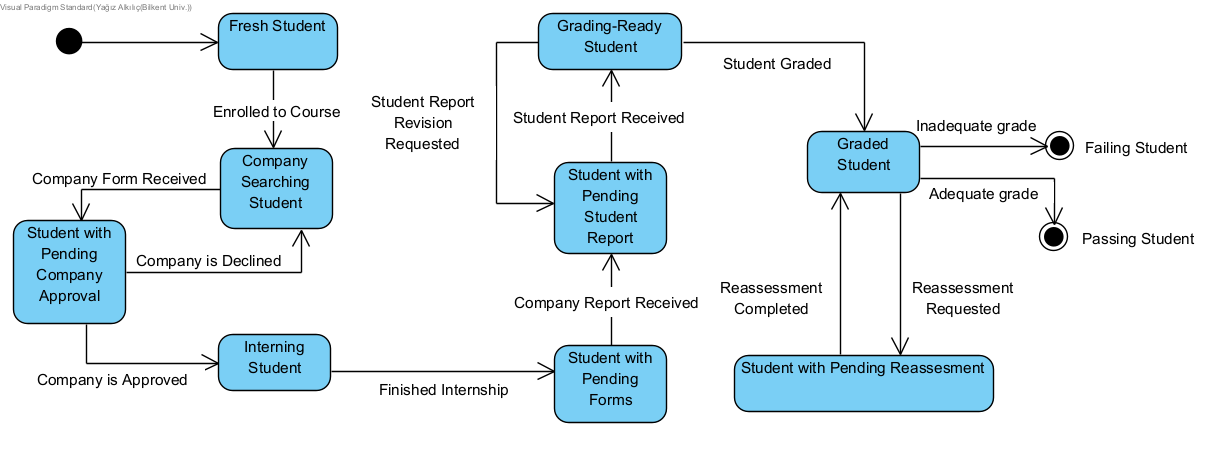 Visual Paradigm Standard(Yağız Alkılıç(Bilkent Univ.))
Fresh Student
Enrolled to Course
Company
Searching
Student
Company Form Received
Student with
Pending
Company
Approval
Company is Declined
Company is Approved
Interning
Student
Finished Internship
Student with
Pending
Forms
Company Report Received
Student with
Pending
Student
Report
Student Report Received
Student Report
Revision
Requested
Grading-Ready
Student
Student Graded
Graded
Student
Inadequate grade
Failing Student
Adequate grade
Passing Student
Reassessment
Completed
Reassessment
Requested
Student with Pending Reassesment